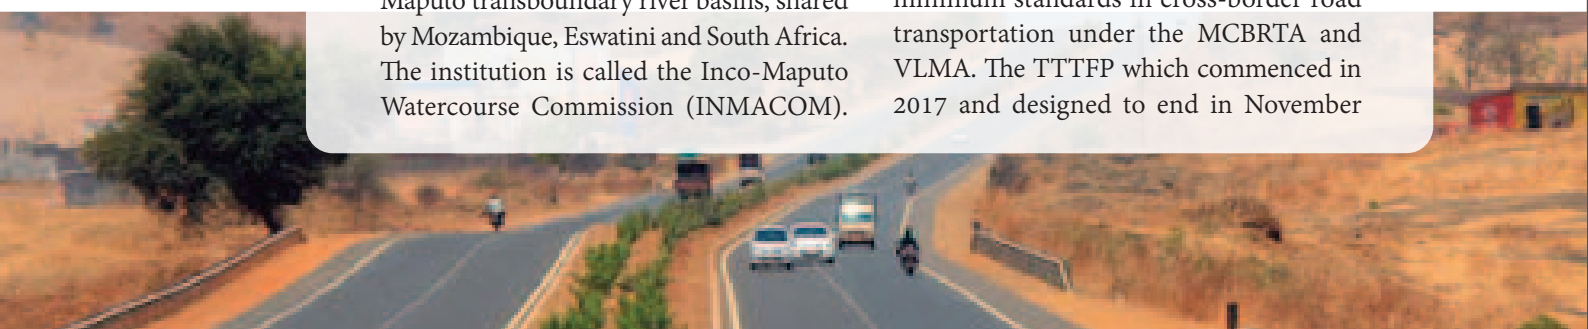 Maputo transboundary river basins, shared
by Mozambique, Eswatini and South Africa.
The institution is called the Inco-Maputo
Watercourse Commission (INMACOM).
minimum standards in cross-border road
transportation under the MCBRTA and
VLMA. The TTTFP which commenced in
2017 and designed to end in November